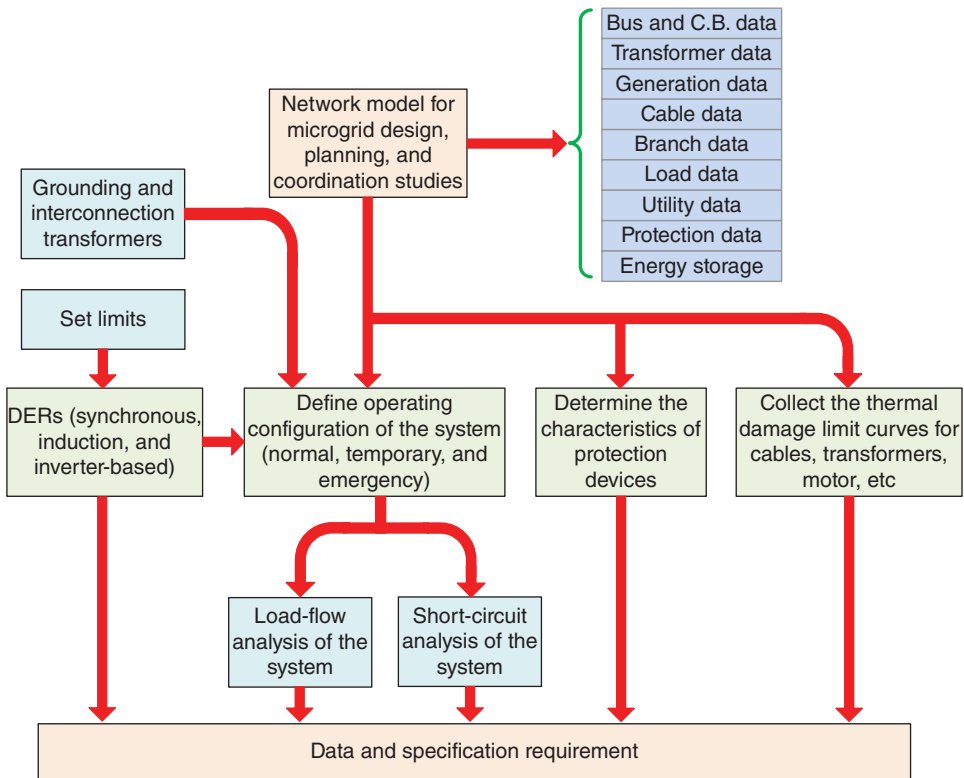 Bus and C.B. data
Transformer data
Generation data
Cable data
Branch data
Load data
Utility data
Protection data
Energy storage
Network model for
microgrid design,
planning, and
coordination studies
Grounding and
interconnection
transformers
Set limits
DERs (synchronous,
induction, and
inverter-based)
Define operating
configuration of the system
(normal, temporary, and
emergency)
Determine the
characteristics of
protection
devices
Collect the thermal
damage limit curves for
cables, transformers,
motor, etc
Load-flow
analysis of the
system
Short-circuit
analysis of the
system
Data and specification requirement